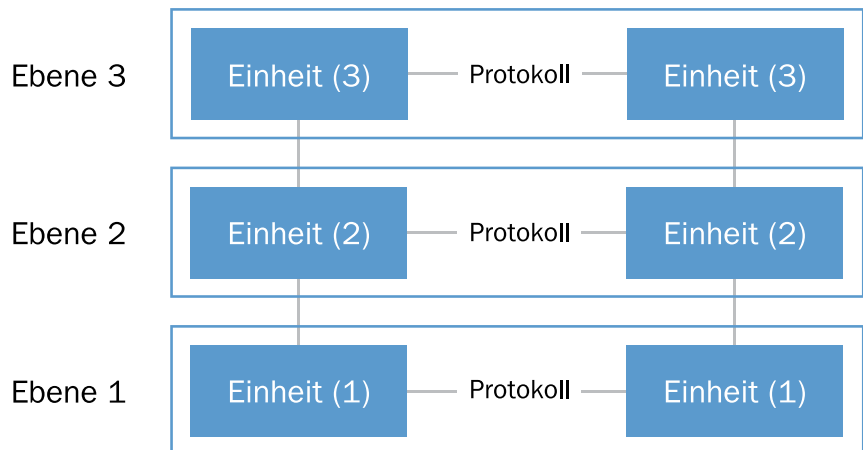 Ebene 3 Einheit (3) Protokoll Einheit (3)
Ebene 2 Einheit (2) Protokoll Einheit (2)
Ebene 1 Einheit (1) Protokoll Einheit (1)